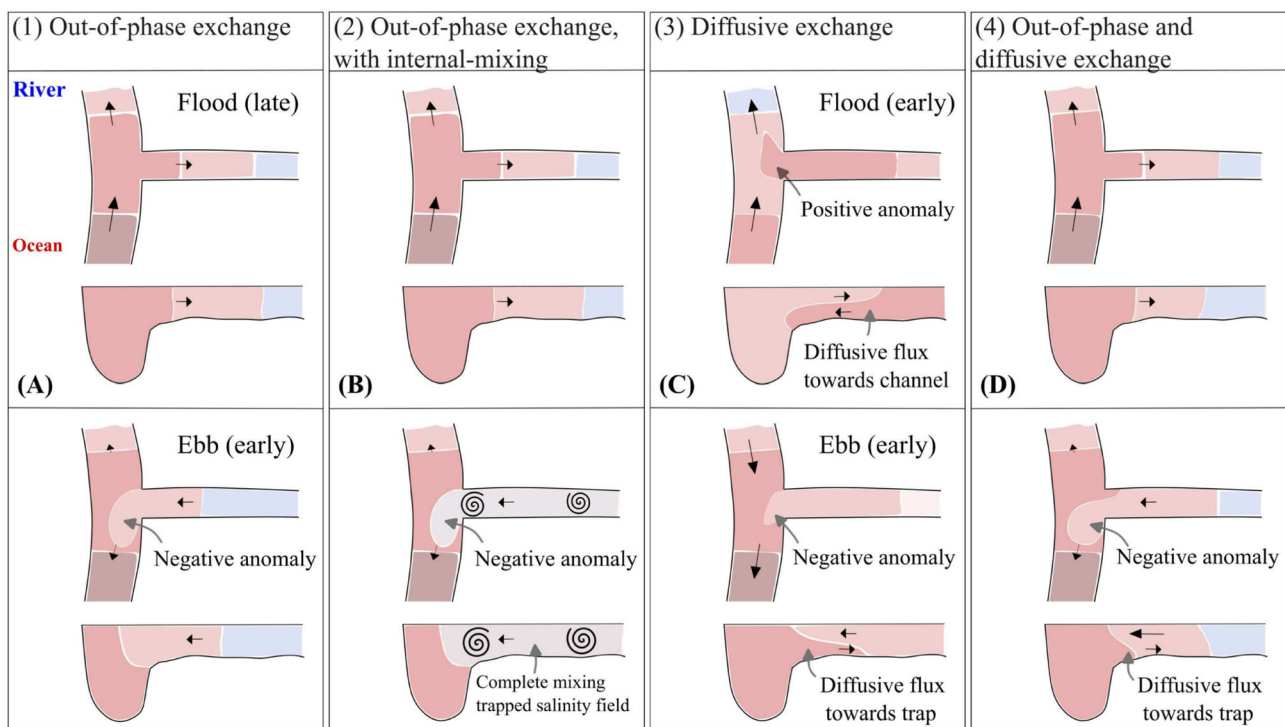 (1) Out-of-phase exchange
(2) Out-of-phase exchange,
with internal-mixing
(3) Diffusive exchange
(4) Out-of-phase and
diffusive exchange
River
Flood (late)
Ocean
(A)
(B)
Flood (early)
Positive anomaly
Diffusive flux
towards channel
(C)
(D)
Ebb (early)
Negative anomaly
Negative anomaly
Complete mixing
trapped salinity field
Ebb (early)
Negative anomaly
Diffusive flux
towards trap
Negative anomaly
Diffusive flux
towards trap